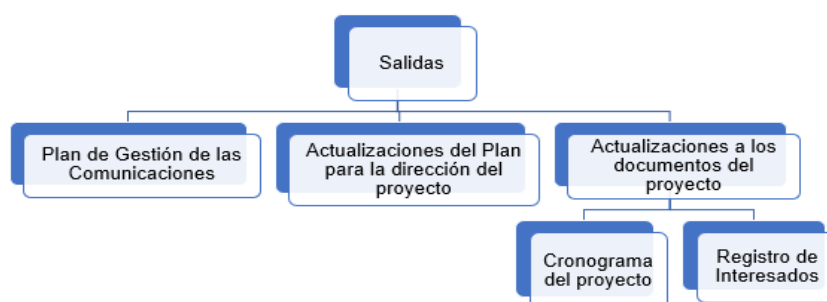 Salidas
Plan de Gestión de las
Comunicaciones
Actualizaciones del Plan
para la dirección del
proyecto
Actualizaciones a los
documentos del
proyecto
Cronograma
del proyecto
Registro de
Interesados